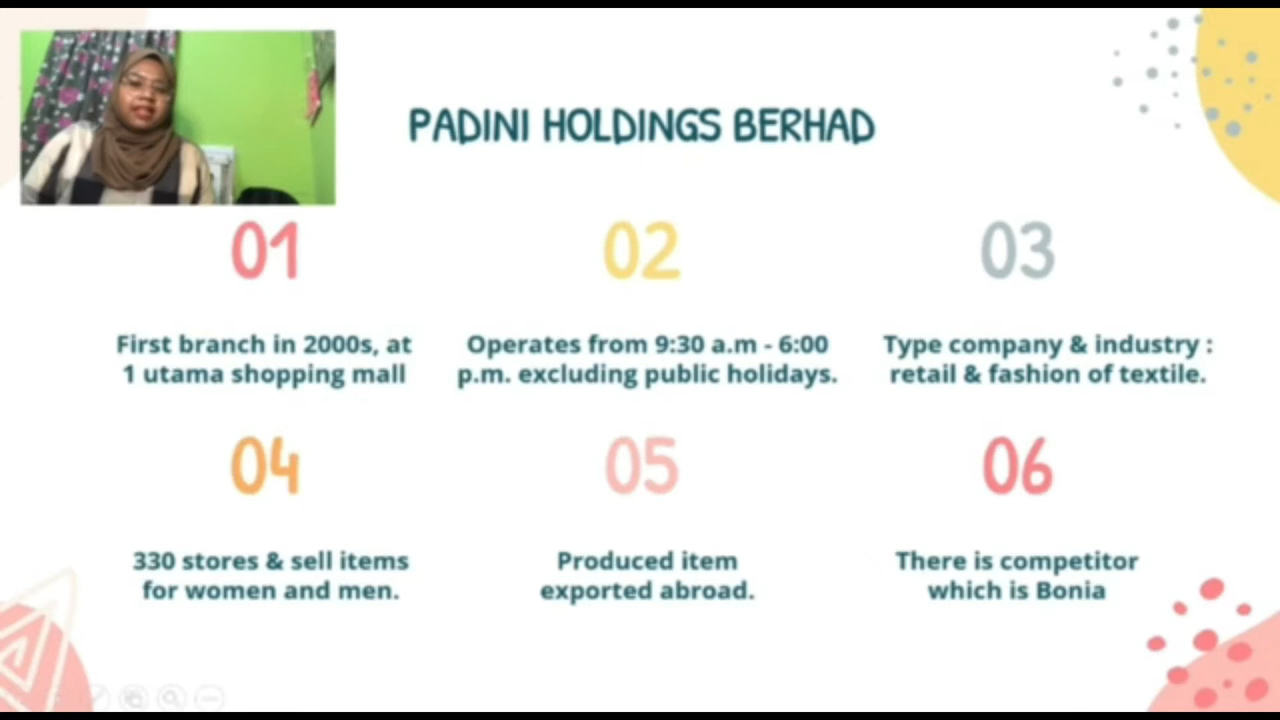 PADINI HOLDINGS BERHAD
01
02
03
First branch in 2000s, at
1 utama shopping mall
Operates from 9:30 a.m - 6:00
p.m. excluding public holidays.
Type company & industry :
retail & fashion of textile.
04
05
06
330 stores & sell items
for women and men.
Produced item
exported abroad.
There is competitor
which is Bonia